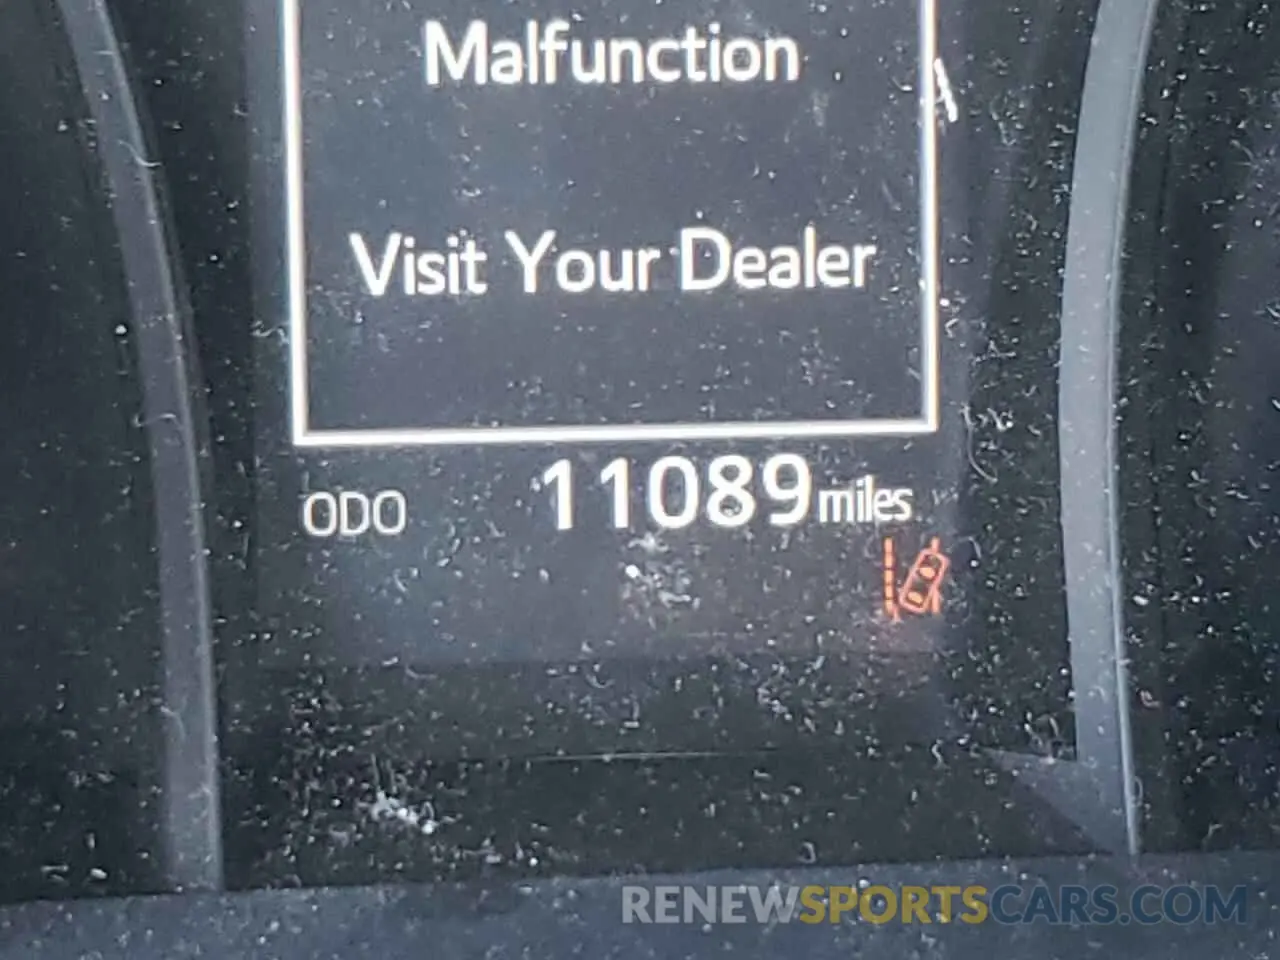 Malfunction
Visit Your Dealer
ODO 11089 miles
RENEWSPORTSCARS.COM